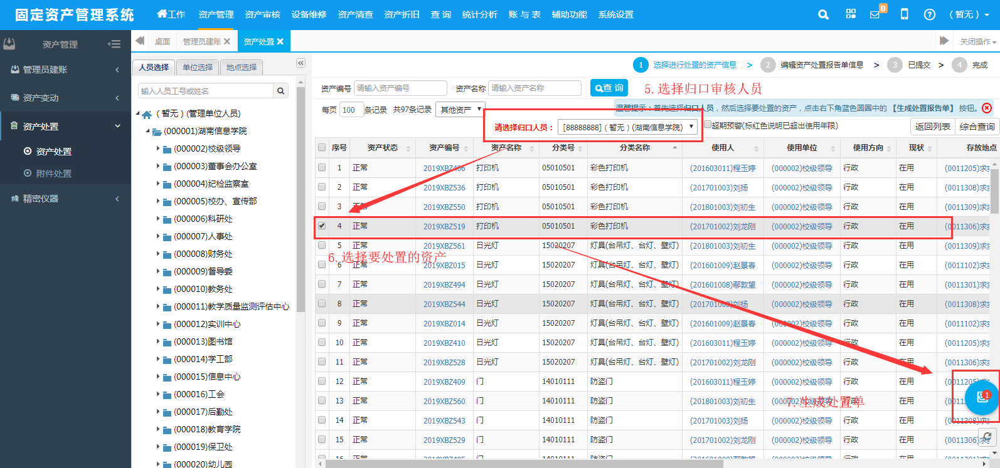 固定资产管理系统 工作 资产管理 资产审核 设备维修 资产清查 资产折旧 查 询 统计分析 账 与 表 辅助功能 系统设置 0 （ 暂无 ）
资产管理 桌面 管理员建账 资产处置 关闭操作
管理员建账
资产变动
资产处置
资产处置
附件处置
精密仪器
人员选择 单位选择 地点选择
输入人员工号或姓名
（ 暂无 ) (管理单位人员)
(000001)湖南信息学院
(000002)校级领导
(000003)董事会办公室
(000004)纪检监察室
(000005)校办、宣传部
(000006)科研处
(000007)人事处
(000008)财务处
(000009)督导委
(000010)教务处
(000011)教学质量监测评估中心
(000012)实训中心
(000013)图书馆
(000014)学工部
(000015)信息中心
(000016)工会
(000017)后勤处
(000018)教育学院
(000019)保卫处
(000020)幼儿园
1 选择进行处置的资产信息 > 2 编辑资产处置报告单信息 > 3 已提交 > 4 完成
资产编号 请输入资产编号 资产名称 请输入资产名称 查 询 5. 选择归口审核人员
每页 100 条记录 共97条记录 其他资产 温馨提示：首先选择归口人员，然后选择要处置的资产，点击右下角蓝色圆圈中的 【生成处置报告单】 按钮。
请选择归口人员： [88888888] ( 暂无 ) (湖南信息学院) 超期预警(标红色说明已超出使用年限) 返回列表 综合查询
序号 资产状态 资产编号 资产名称 分类号 分类名称 使用人 使用单位 使用方向 现状 存放地点
1 正常 2019XBZ406 打印机 05010501 彩色打印机 (201603011)程玉婷 (000002)校级领导 行政 在用 (0011205)求
2 正常 2019XBZ536 打印机 05010501 彩色打印机 (201701003)刘扬 (000002)校级领导 行政 在用 (0011308)求
3 正常 2019XBZ550 打印机 05010501 彩色打印机 (201801003)刘初生 (000002)校级领导 行政 在用 (0011309)求
4 正常 2019XBZ519 打印机 05010501 彩色打印机 (201701002)刘龙刚 (000002)校级领导 行政 在用 (0011306)求
5 正常 2019XBZ561 日光灯 15020207 灯具(台吊灯、台灯、壁灯) (201801003)刘初生 (000002)校级领导 行政 在用 (0011309)求
6. 选择要处置的资产
6 正常 2019XBZ015 日光灯 15020207 灯具(台吊灯、台灯、壁灯) (201601009)赵景春 (000002)校级领导 行政 在用 (0011102)求
7 正常 2019XBZ494 日光灯 15020207 灯具(台吊灯、台灯、壁灯) (201601008)鄢敦望 (000002)校级领导 行政 在用 (0011301)求
8 正常 2019XBZ544 日光灯 15020207 灯具(台吊灯、台灯、壁灯) (201701003)刘扬 (000002)校级领导 行政 在用 (0011308)求
9 正常 2019XBZ014 日光灯 15020207 灯具(台吊灯、台灯、壁灯) (201601009)赵景春 (000002)校级领导 行政 在用 (0011102)求
10 正常 2019XBZ410 日光灯 15020207 灯具(台吊灯、台灯、壁灯) (201603011)程玉婷 (000002)校级领导 行政 在用 (0011205)求
11 正常 2019XBZ528 日光灯 15020207 灯具(台吊灯、台灯、壁灯) (201701002)刘龙刚 (000002)校级领导 行政 在用 (0011306)求
12 正常 2019XBZ409 门 14010111 防盗门 (201603011)程玉婷 (000002)校级领导 行政 在用 (0011205)求
13 正常 2019XBZ560 门 14010111 防盗门 (201801003)刘初生 (000002)校级领导 行政 在用 1
7. 生成处置单
14 正常 2019XBZ543 门 14010111 防盗门 (201701003)刘扬 (000002)校级领导 行政 在用 (0011308)求
15 正常 2019XBZ529 门 14010111 防盗门 (201701002)刘龙刚 (000002)校级领导 行政 在用 (0011306)求